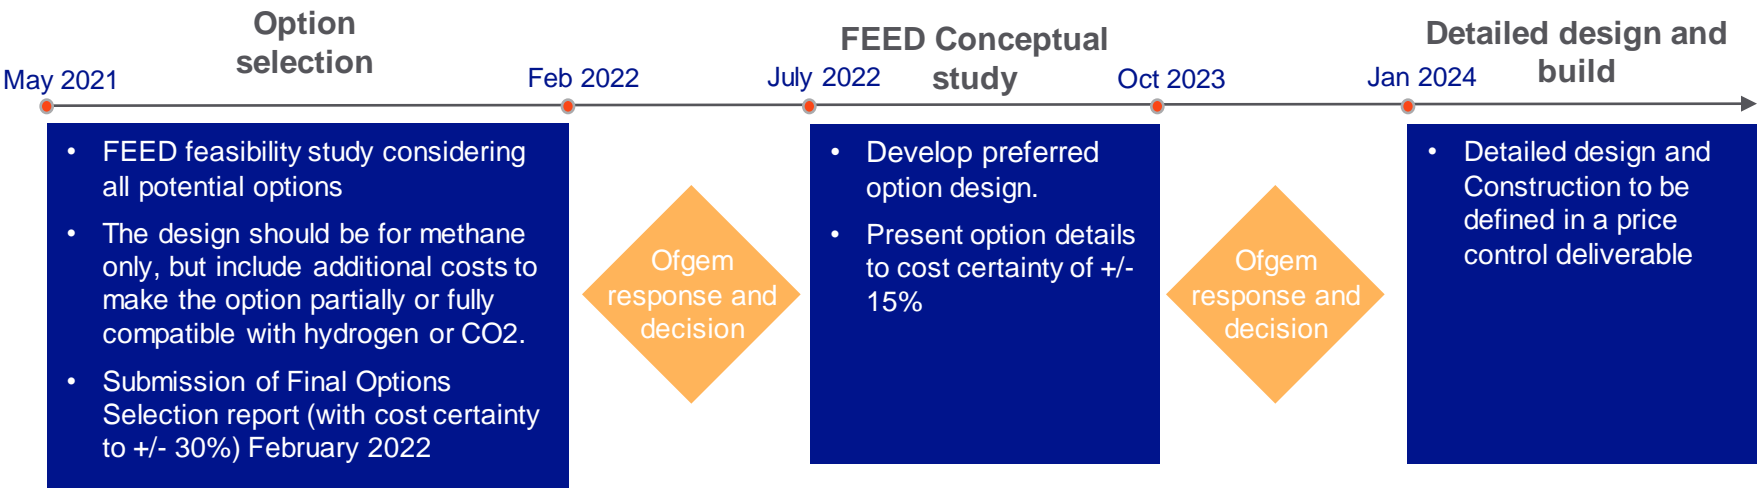 Option
selection
FEED Conceptual
study
Detailed design and
build
May 2021
Feb 2022
July 2022
Oct 2023
Jan 2024
• FEED feasibility study considering
all potential options
• The design should be for methane
only, but include additional costs to
make the option partially or fully
compatible with hydrogen or CO2.
• Submission of Final Options
Selection report (with cost certainty
to +/- 30%) February 2022
Ofgem
response and
decision
• Develop preferred
option design.
• Present option details
to cost certainty of +/-
15%
Ofgem
response and
decision
• Detailed design and
Construction to be
defined in a price
control deliverable